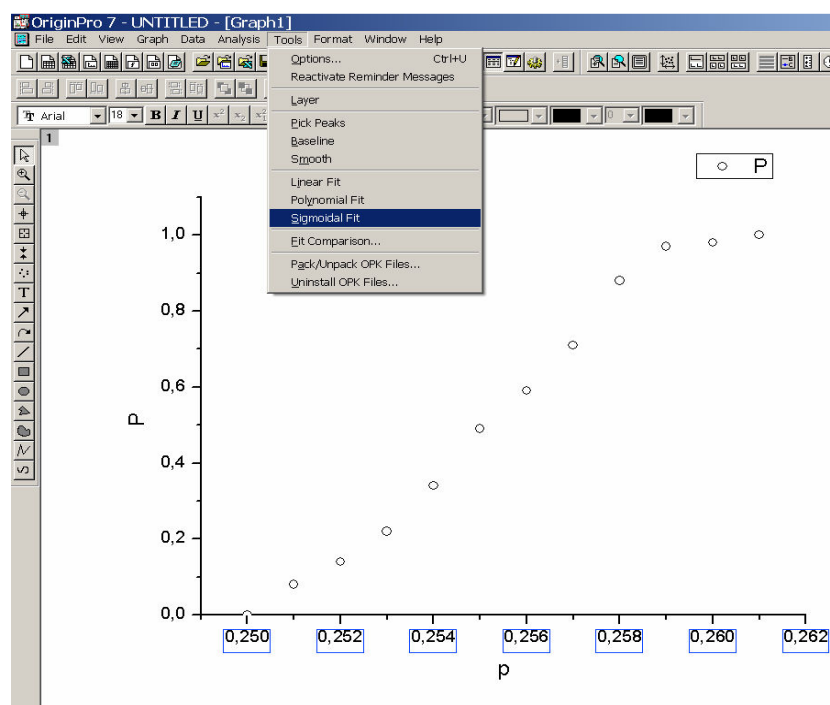 OriginPro 7 - UNTITLED - [Graph1]
File Edit View Graph Data Analysis Tools Format Window Help
Options... Ctrl+U
Reactivate Reminder Messages
Layer
Pick Peaks
Baseline
Smooth
Linear Fit
Polynomial Fit
Sigmoidal Fit
Fit Comparison...
Pack/Unpack OPK Files...
Uninstall OPK Files...
Arial 18 B I U x² x₂ 0
1
T
P
1,0
0,8
0,6
0,4
0,2
0,0
P
0,250 0,252 0,254 0,256 0,258 0,260 0,262
p